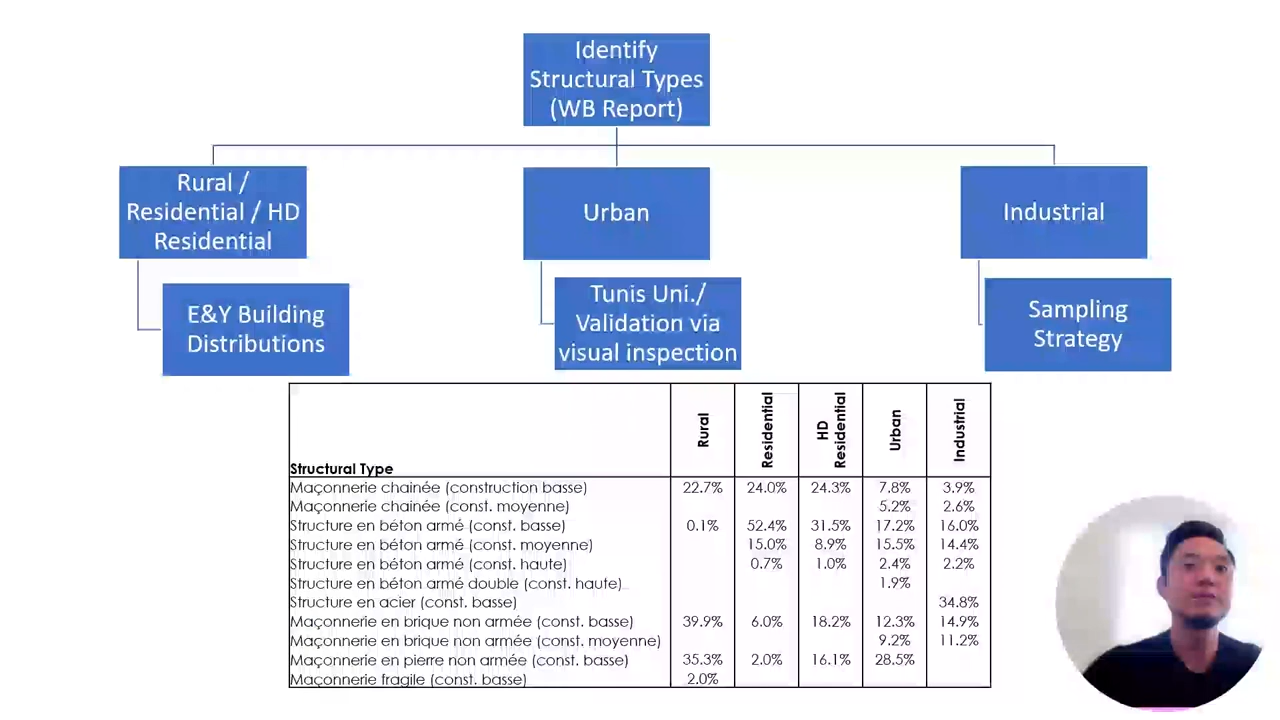 Identify
Structural Types
(WB Report)
Rural /
Residential / HD
Residential
Urban
Industrial
E&Y Building
Distributions
Tunis Uni./
Validation via
visual inspection
Sampling
Strategy
Structural Type Rural Residential HD Residential Urban Industrial
Maçonnerie chainée (construction basse) 22.7% 24.0% 24.3% 7.8% 3.9%
Maçonnerie chainée (const. moyenne) 5.2% 2.6%
Structure en béton armé (const. basse) 0.1% 52.4% 31.5% 17.2% 16.0%
Structure en béton armé (const. moyenne) 15.0% 8.9% 15.5% 14.4%
Structure en béton armé (const. haute) 0.7% 1.0% 2.4% 2.2%
Structure en béton armé double (const. haute) 1.9%
Structure en acier (const. basse) 34.8%
Maçonnerie en brique non armée (const. basse) 39.9% 6.0% 18.2% 12.3% 14.9%
Maçonnerie en brique non armée (const. moyenne) 9.2% 11.2%
Maçonnerie en pierre non armée (const. basse) 35.3% 2.0% 16.1% 28.5%
Maçonnerie fragile (const. basse) 2.0%